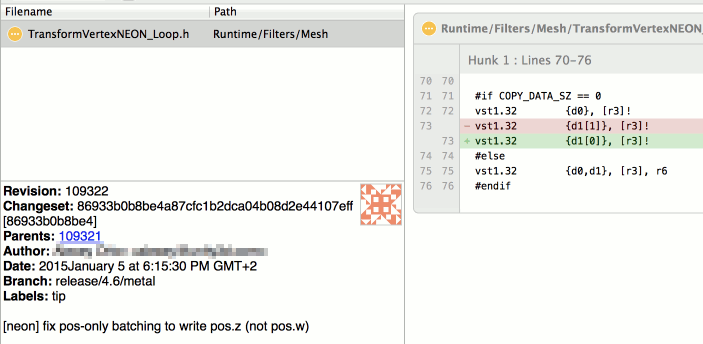 Filename Path
TransformVertexNEON_Loop.h Runtime/Filters/Mesh
Revision: 109322
Changeset: 86933b0b8be4a87cfc1b2dca04b08d2e44107eff
[86933b0b8be4]
Parents: 109321
Author:
Date: 2015January 5 at 6:15:30 PM GMT+2
Branch: release/4.6/metal
Labels: tip
[neon] fix pos-only batching to write pos.z (not pos.w)
Runtime/Filters/Mesh/TransformVertexNEON_
Hunk 1 : Lines 70-76
70 70
71 71 #if COPY_DATA_SZ == 0
72 72 vst1.32 {d0}, [r3]!
73 - vst1.32 {d1[1]}, [r3]!
73 + vst1.32 {d1[0]}, [r3]!
74 74 #else
75 75 vst1.32 {d0,d1}, [r3], r6
76 76 #endif